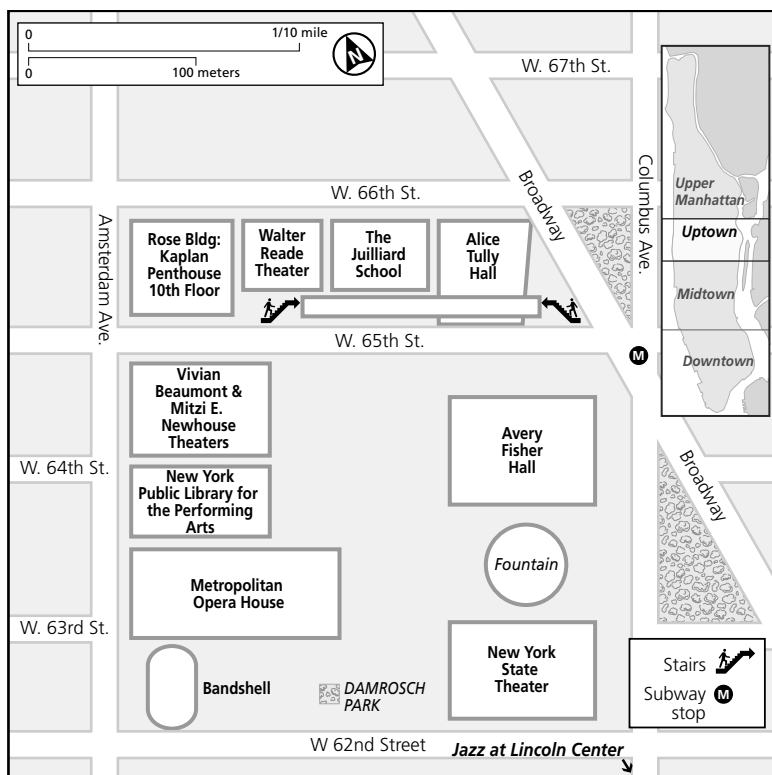 0
1/10 mile
0
100 meters
N
W. 67th St.
W. 66th St.
Broadway
Columbus Ave.
Amsterdam Ave.
Upper
Manhattan
Uptown
Midtown
Downtown
Rose Bldg:
Kaplan
Penthouse
10th Floor
Walter
Reade
Theater
The
Juilliard
School
Alice
Tully
Hall
W. 65th St.
M
Vivian
Beaumont &
Mitzi E.
Newhouse
Theaters
Avery
Fisher
Hall
W. 64th St.
New York
Public Library for
the Performing
Arts
Broadway
Fountain
Metropolitan
Opera House
W. 63rd St.
New York
State
Theater
Bandshell
DAMROSCH
PARK
Stairs
Subway
stop
M
W 62nd Street
Jazz at Lincoln Center